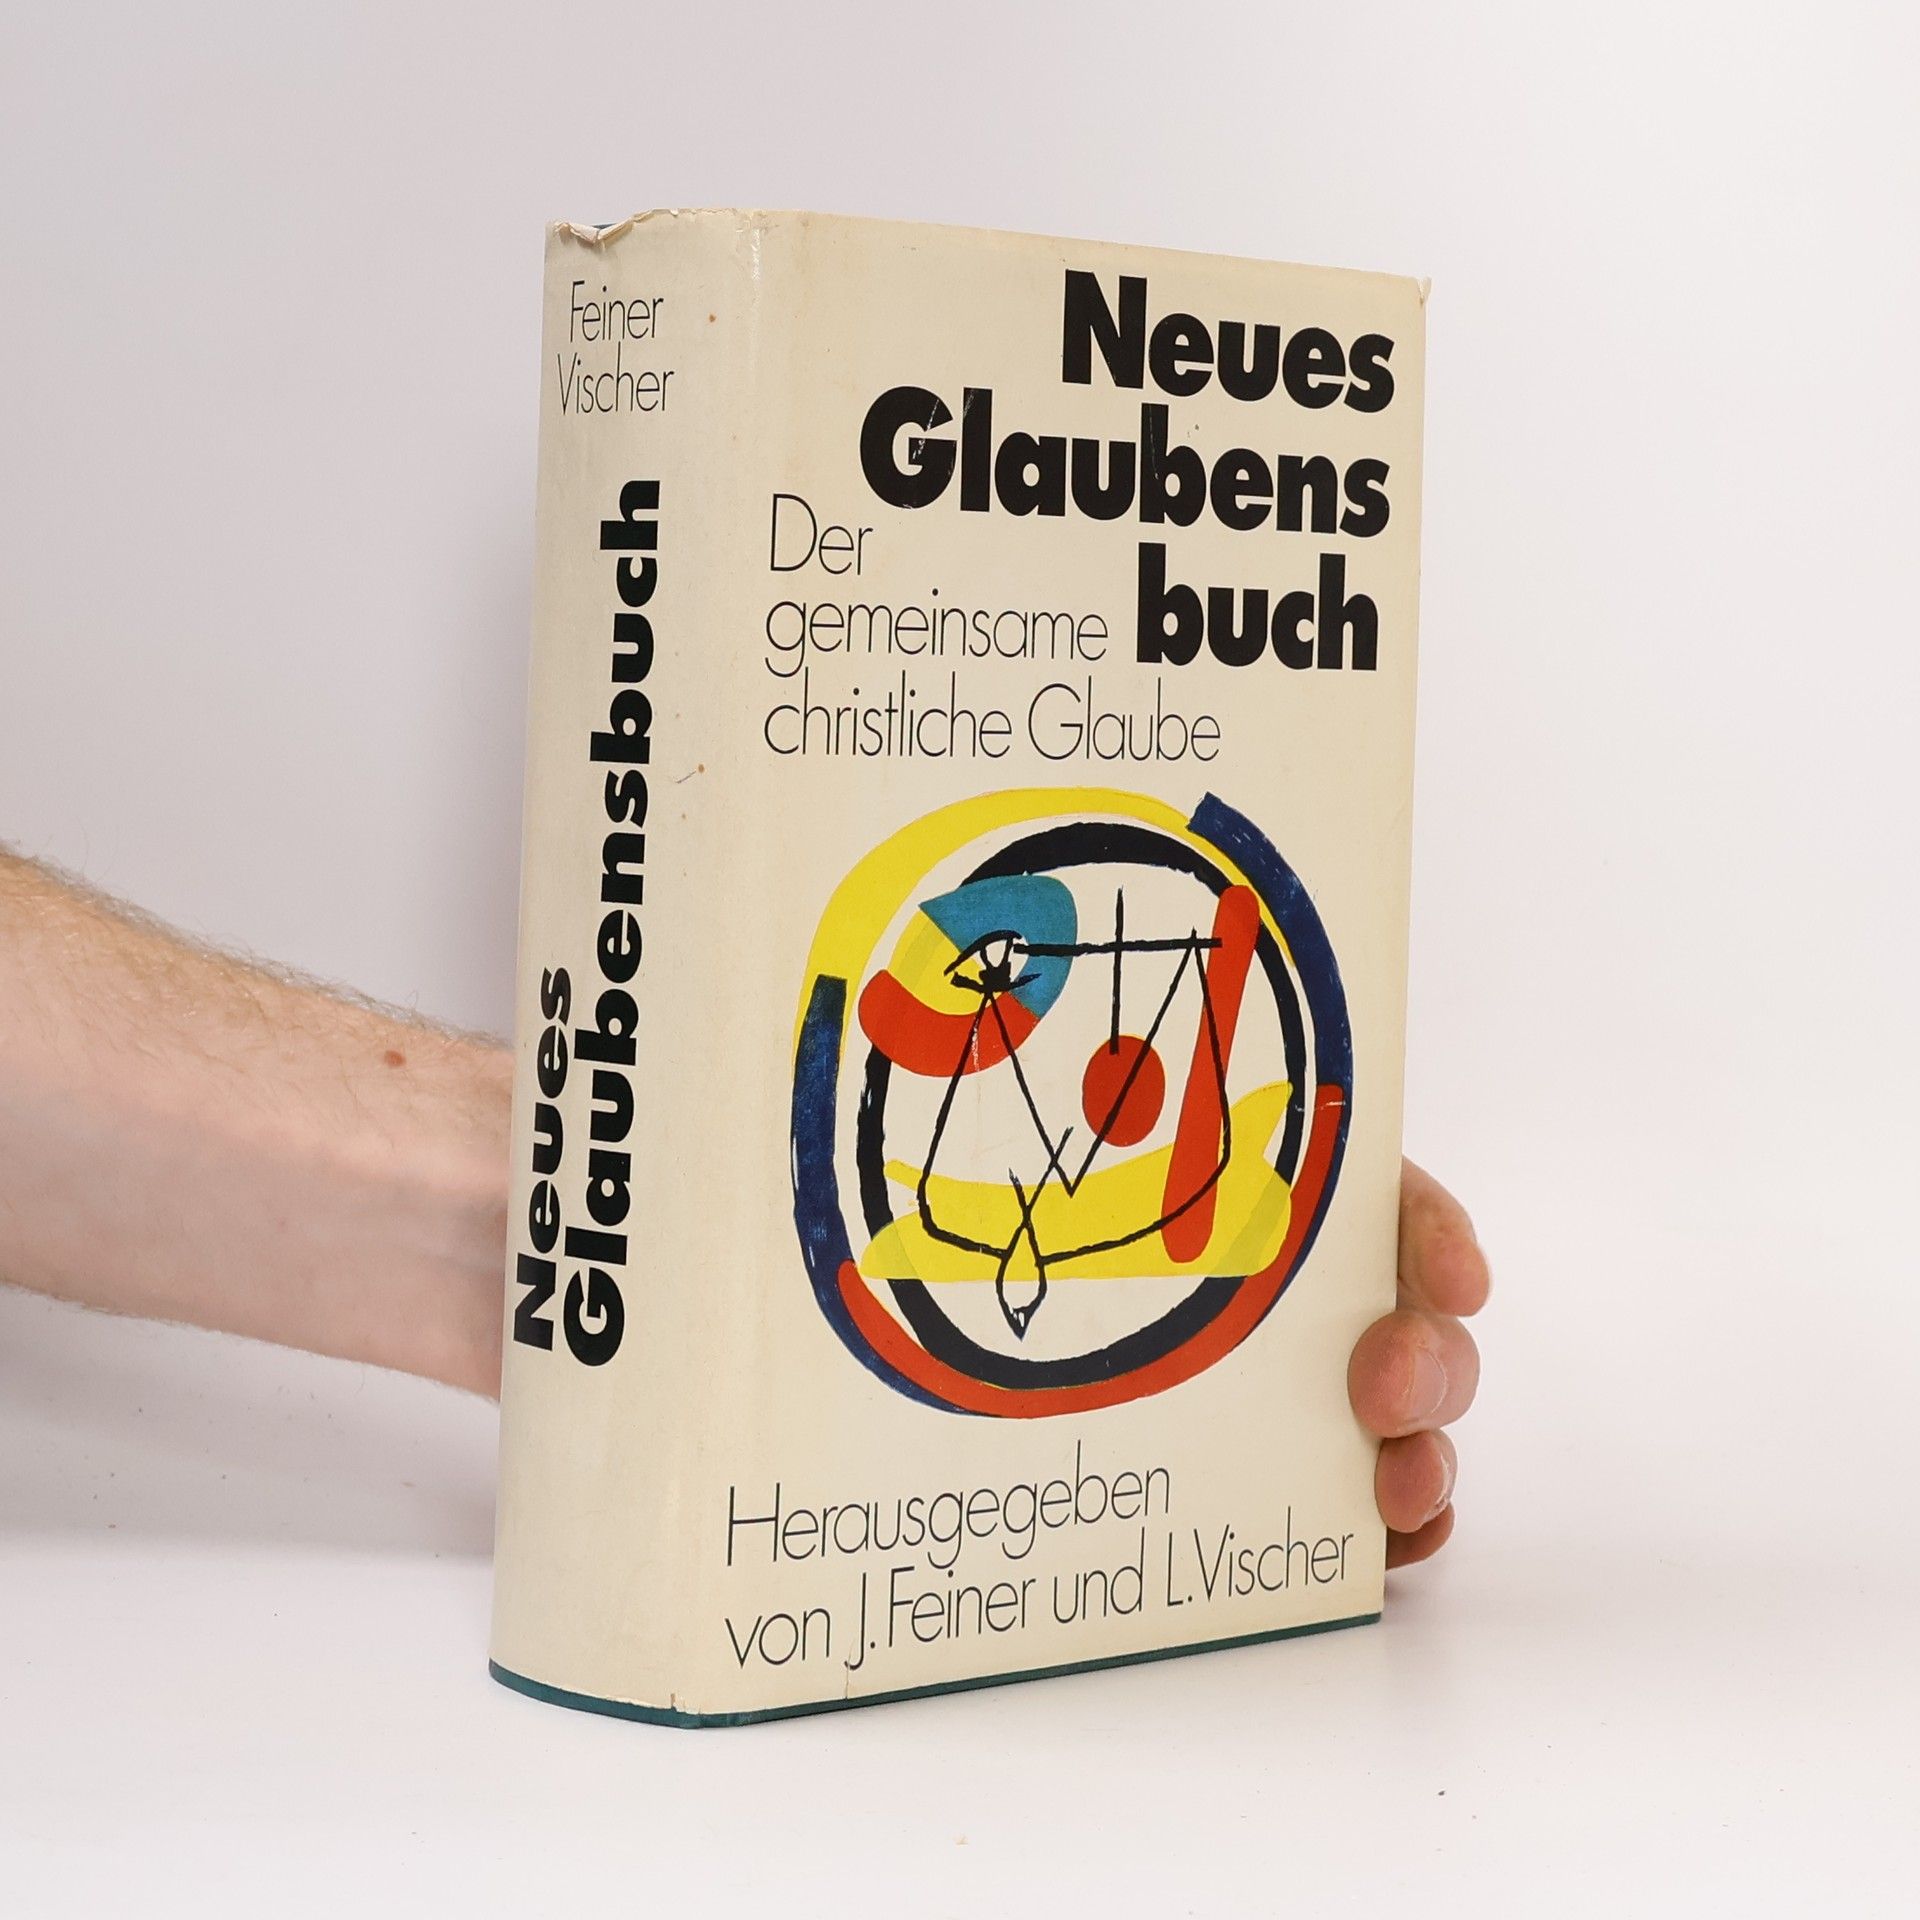 Feiner
Vischer
Neues
Glaubensbuch
Neues
Glaubens
buch
Der
gemeinsame
christliche Glaube
Herausgegeben
von J. Feiner und L. Vischer